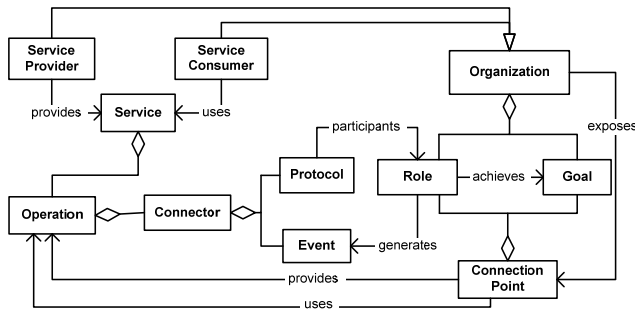 Service
Provider
Service
Consumer
Organization
provides
Service
uses
exposes
participants
Protocol
Role
achieves
Goal
Operation
Connector
Event
generates
provides
Connection
Point
uses